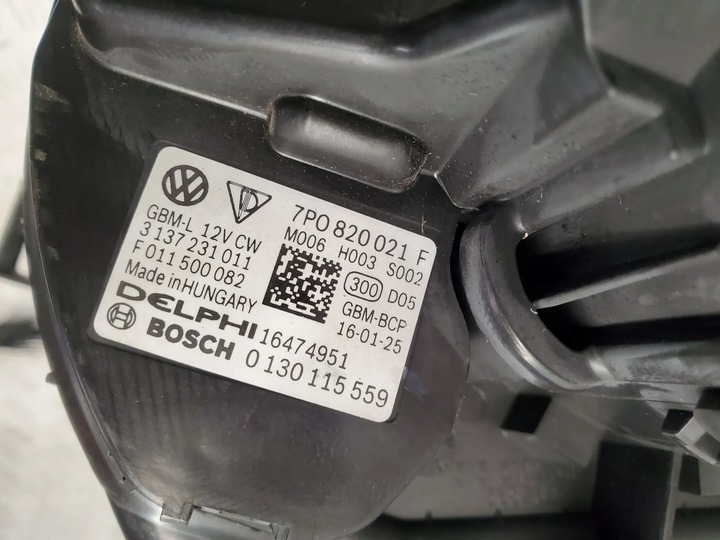 7P0 820 021 F
GBM-L 12V CW
3 137 231 011
F 011 500 082
Made in HUNGARY
M006 H003 S002
300 D05
GBM-BCP
16-01-25
DELPHI 16474951
BOSCH 0 130 115 559